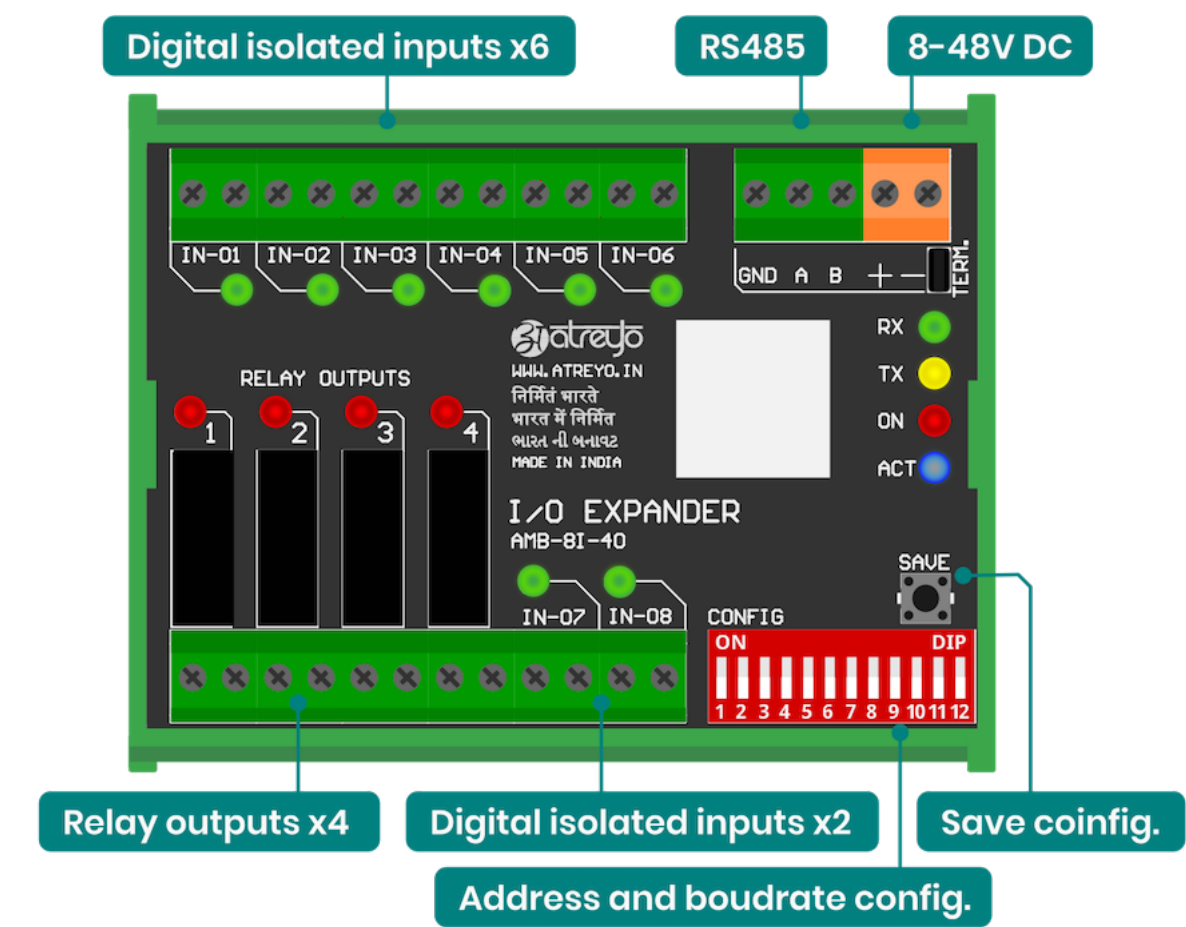 Digital isolated inputs x6
RS485
8-48V DC
IN-01 IN-02 IN-03 IN-04 IN-05 IN-06
GND A B + −
TERM.
RX
TX
ON
ACT
atreyo
WWW.ATREYO.IN
निर्मितं भारते
भारत में निर्मित
ભારત ની બનાવટ
MADE IN INDIA
RELAY OUTPUTS
1 2 3 4
I/O EXPANDER
AMB-8I-4O
IN-07 IN-08
SAVE
CONFIG
ON DIP
1 2 3 4 5 6 7 8 9 10 11 12
Relay outputs x4
Digital isolated inputs x2
Save coinfig.
Address and boudrate config.